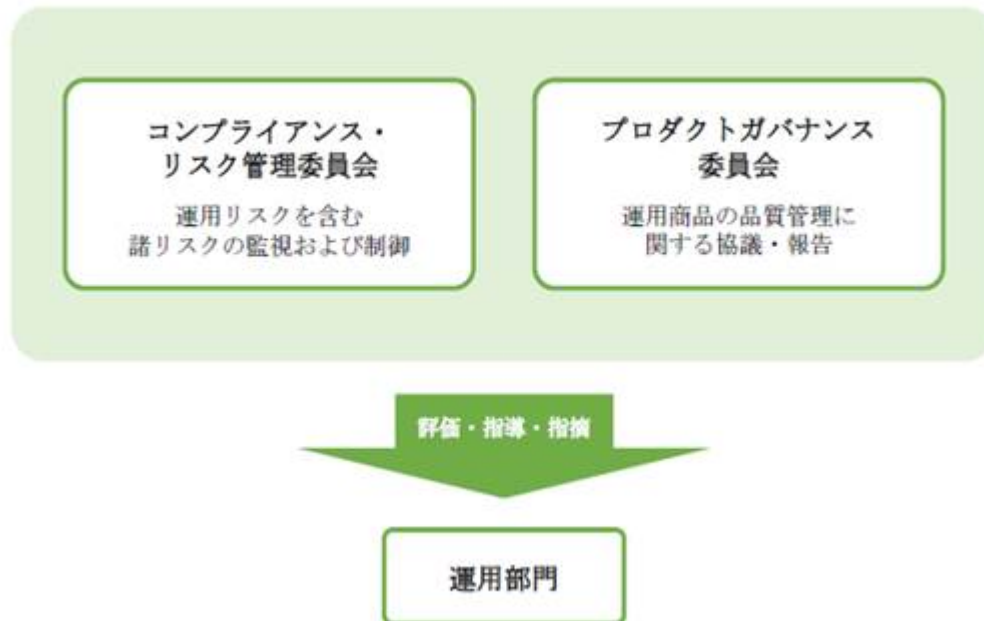 コンプライアンス・
リスク管理委員会
運用リスクを含む
諸リスクの監視および制御
プロダクトガバナンス
委員会
運用商品の品質管理に
関する協議・報告
評価・指導・指摘
運用部門